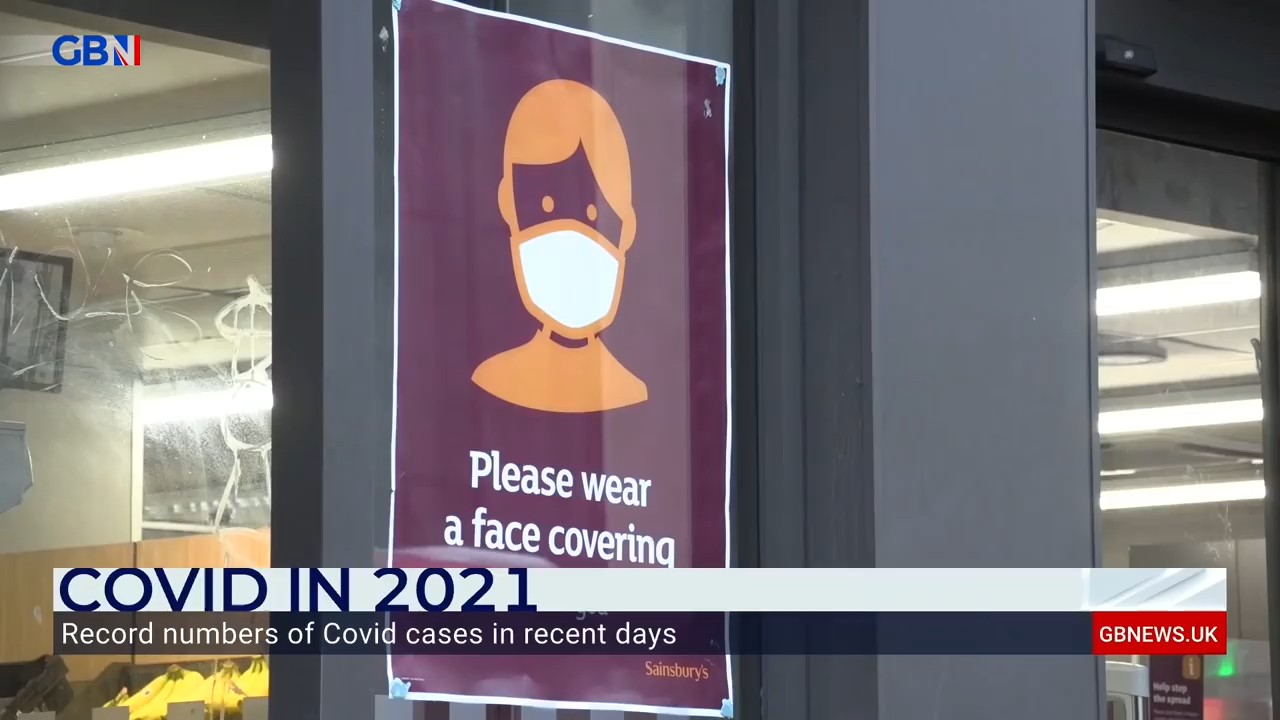 GBN
Please wear
a face covering
COVID IN 2021
Record numbers of Covid cases in recent days
GBNEWS.UK
Sainsbury's
Help stop
the spread